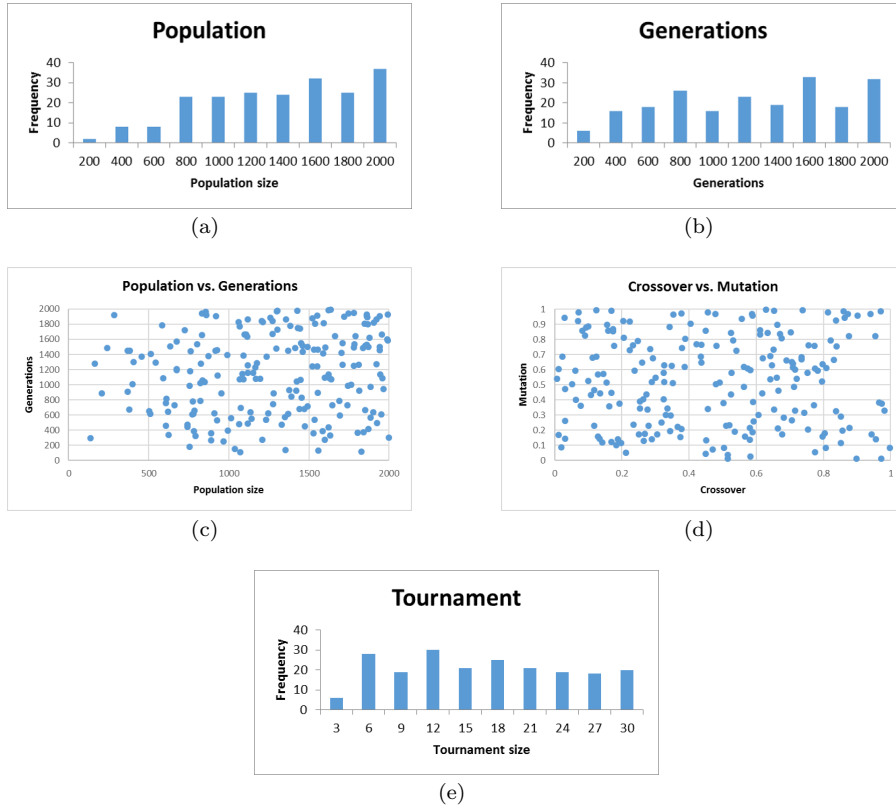 Population
Frequency
40
30
20
10
0
200 400 600 800 1000 1200 1400 1600 1800 2000
Population size
(a)
Generations
Frequency
40
30
20
10
0
200 400 600 800 1000 1200 1400 1600 1800 2000
Generations
(b)
Population vs. Generations
Generations
2000
1800
1600
1400
1200
1000
800
600
400
200
0
0 500 1000 1500 2000
Population size
(c)
Crossover vs. Mutation
Mutation
1
0.9
0.8
0.7
0.6
0.5
0.4
0.3
0.2
0.1
0
0 0.2 0.4 0.6 0.8 1
Crossover
(d)
Tournament
Frequency
40
30
20
10
0
3 6 9 12 15 18 21 24 27 30
Tournament size
(e)